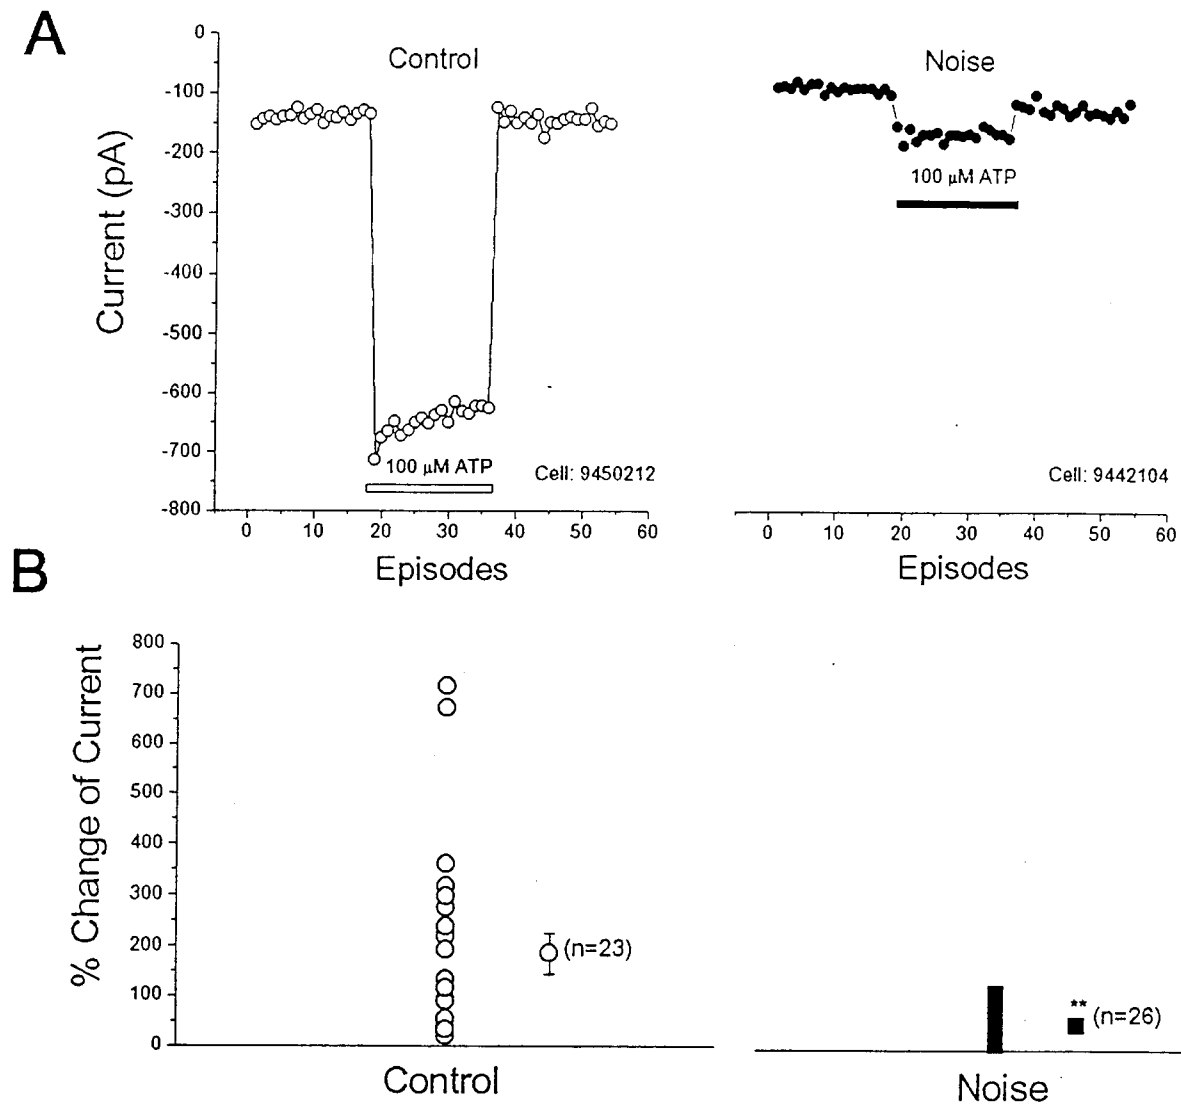 A
Control
Noise
Current (pA)
0
-100
-200
-300
-400
-500
-600
-700
-800
100 μM ATP
Cell: 9450212
0 10 20 30 40 50 60
Episodes
100 μM ATP
Cell: 9442104
0 10 20 30 40 50 60
Episodes
B
% Change of Current
800
700
600
500
400
300
200
100
0
(n=23)
Control
**
(n=26)
Noise